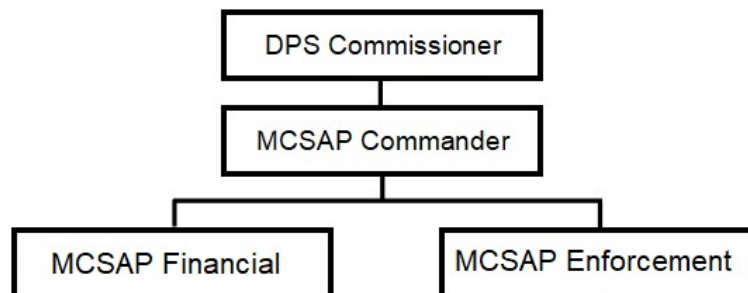 DPS Commissioner
MCSAP Commander
MCSAP Financial
MCSAP Enforcement